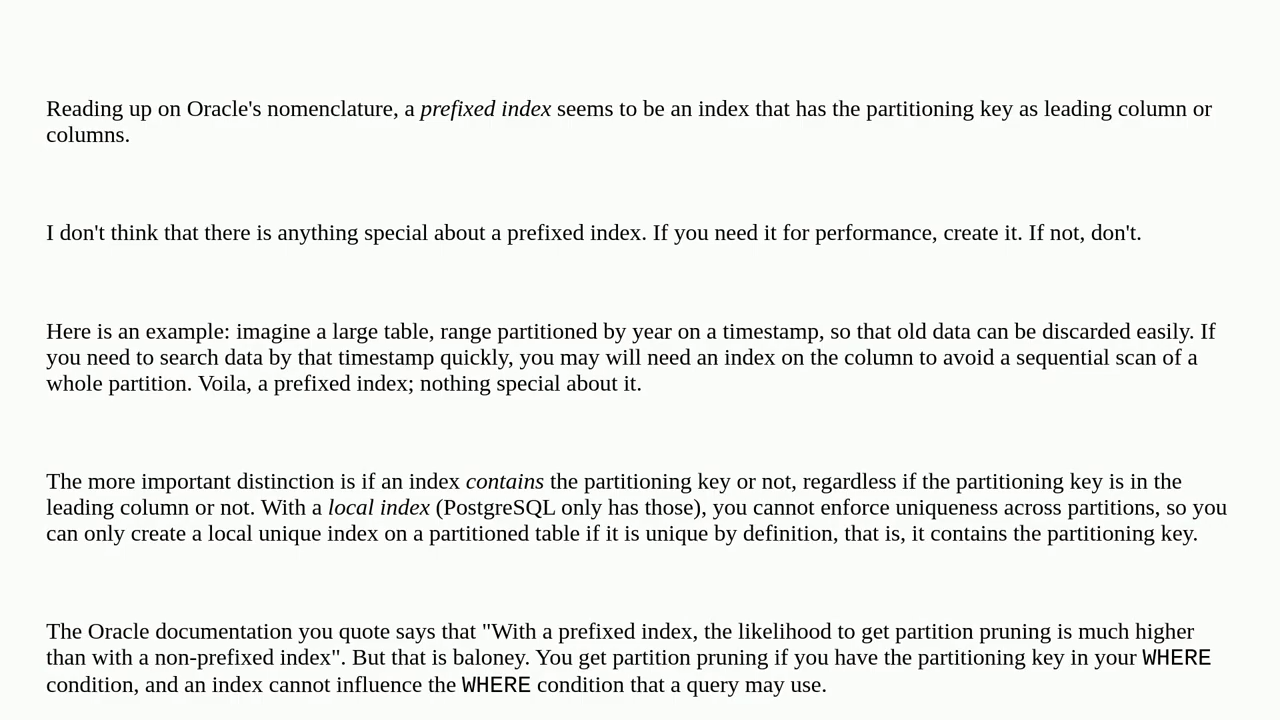 Reading up on Oracle's nomenclature, a prefixed index seems to be an index that has the partitioning key as leading column or
columns.
I don't think that there is anything special about a prefixed index. If you need it for performance, create it. If not, don't.
Here is an example: imagine a large table, range partitioned by year on a timestamp, so that old data can be discarded easily. If
you need to search data by that timestamp quickly, you may will need an index on the column to avoid a sequential scan of a
whole partition. Voila, a prefixed index; nothing special about it.
The more important distinction is if an index contains the partitioning key or not, regardless if the partitioning key is in the
leading column or not. With a local index (PostgreSQL only has those), you cannot enforce uniqueness across partitions, so you
can only create a local unique index on a partitioned table if it is unique by definition, that is, it contains the partitioning key.
The Oracle documentation you quote says that "With a prefixed index, the likelihood to get partition pruning is much higher
than with a non-prefixed index". But that is baloney. You get partition pruning if you have the partitioning key in your WHERE
condition, and an index cannot influence the WHERE condition that a query may use.